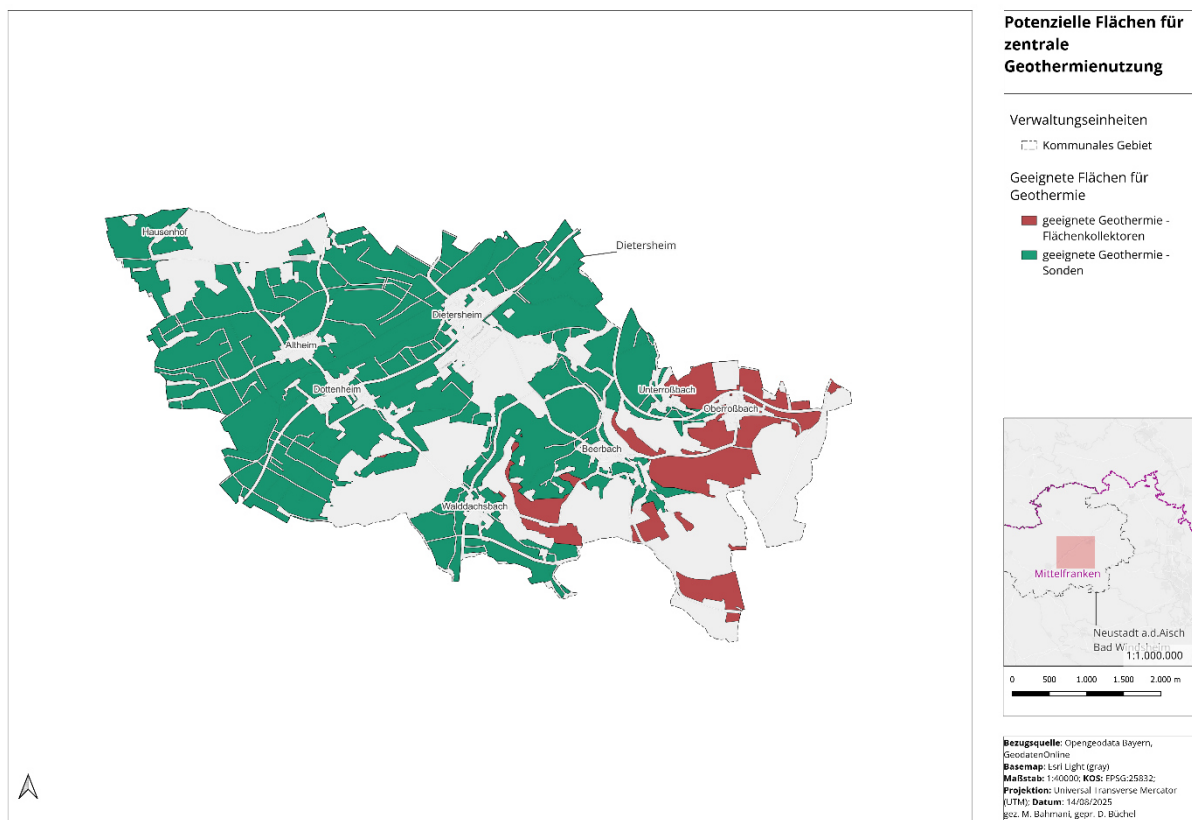 Potenzielle Flächen für
zentrale
Geothermienutzung
Verwaltungseinheiten
Kommunales Gebiet
Geeignete Flächen für
Geothermie
geeignete Geothermie -
Flächenkollektoren
geeignete Geothermie -
Sonden
Hausenhof
Dietersheim
Dietersheim
Altheim
Dottenheim
Unterroßbach
Oberroßbach
Beerbach
Walddachsbach
Mittelfranken
Neustadt a.d.Aisch
Bad Windsheim
1:1.000.000
0 500 1.000 1.500 2.000 m
Bezugsquelle: Opengeodata Bayern,
GeodatenOnline
Basemap: Esri Light (gray)
Maßstab: 1:40000; KOS: EPSG:25832;
Projektion: Universal Transverse Mercator
(UTM); Datum: 14/08/2025
gez. M. Bahmani, gepr. D. Büchel